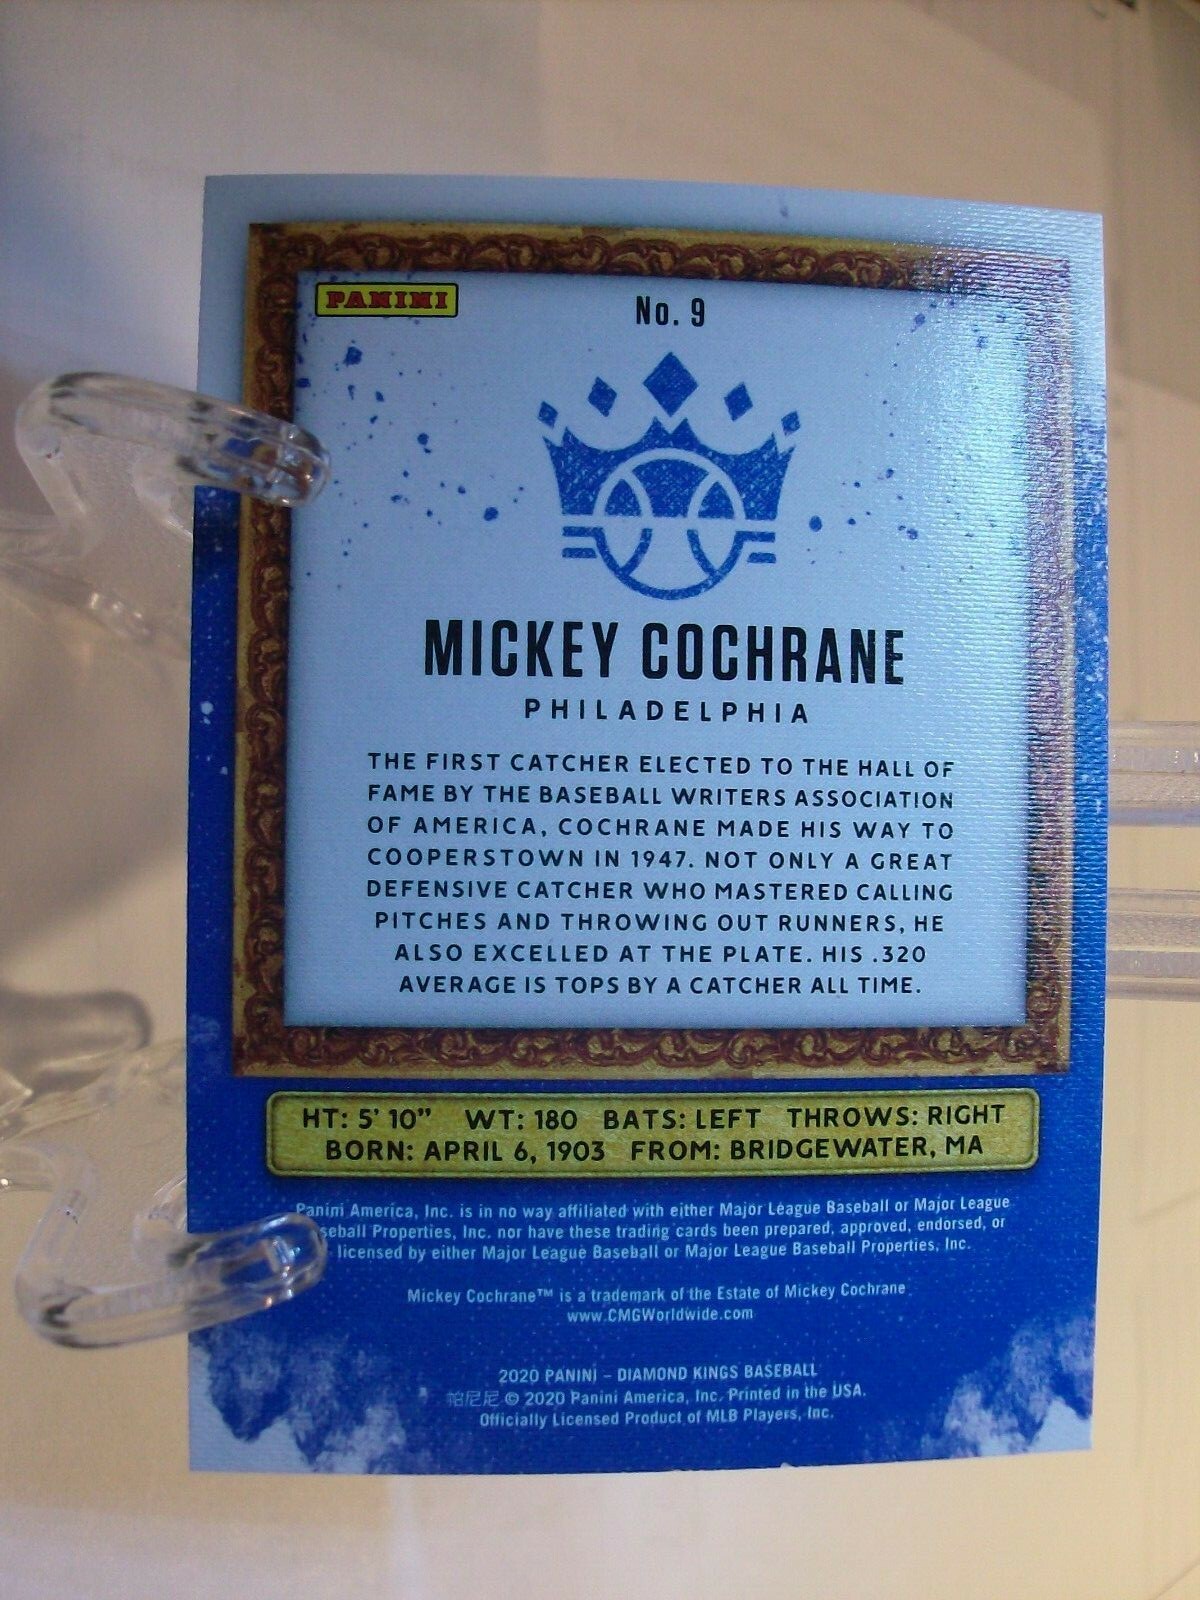 PANINI
No. 9
MICKEY COCHRANE
PHILADELPHIA
THE FIRST CATCHER ELECTED TO THE HALL OF
FAME BY THE BASEBALL WRITERS ASSOCIATION
OF AMERICA, COCHRANE MADE HIS WAY TO
COOPERSTOWN IN 1947. NOT ONLY A GREAT
DEFENSIVE CATCHER WHO MASTERED CALLING
PITCHES AND THROWING OUT RUNNERS, HE
ALSO EXCELLED AT THE PLATE. HIS .320
AVERAGE IS TOPS BY A CATCHER ALL TIME.
HT: 5' 10" WT: 180 BATS: LEFT THROWS: RIGHT
BORN: APRIL 6, 1903 FROM: BRIDGEWATER, MA
Panini America, Inc. is in no way affiliated with either Major League Baseball or Major League
seball Properties, Inc. nor have these trading cards been prepared, approved, endorsed, or
licensed by either Major League Baseball or Major League Baseball Properties, Inc.
Mickey Cochrane™ is a trademark of the Estate of Mickey Cochrane
www.CMGWorldwide.com
2020 PANINI – DIAMOND KINGS BASEBALL
帕尼尼 © 2020 Panini America, Inc. Printed in the USA.
Officially Licensed Product of MLB Players, Inc.